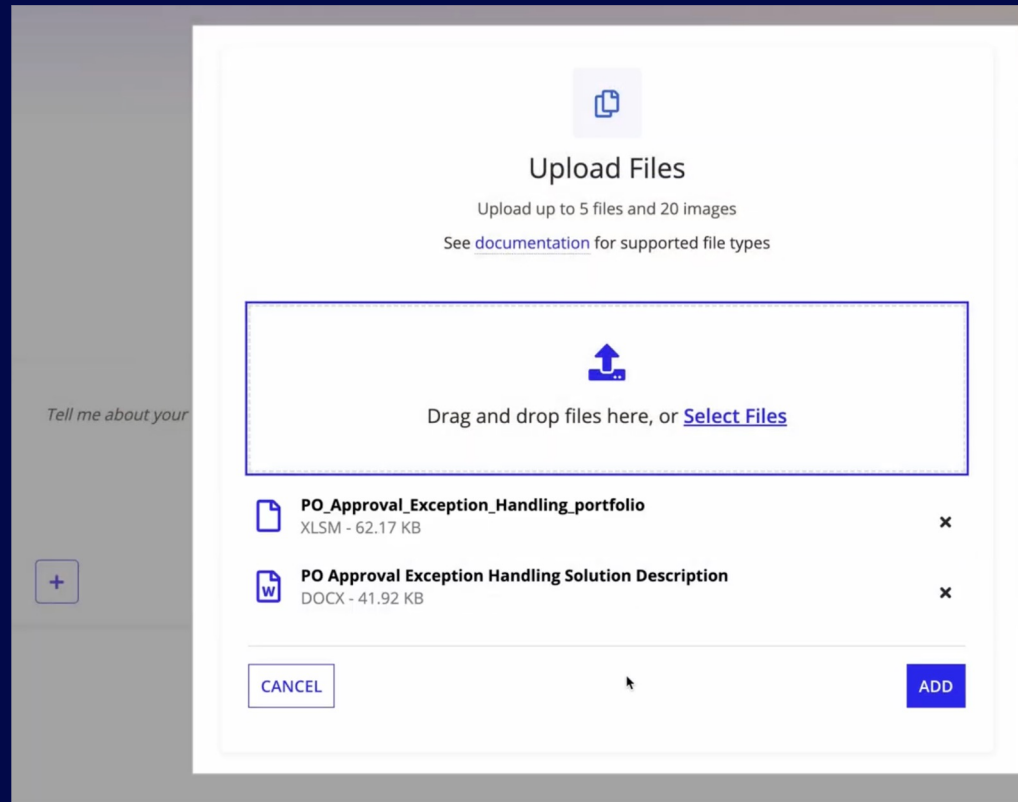 Upload Files
Upload up to 5 files and 20 images
See documentation for supported file types
Drag and drop files here, or Select Files
Tell me about your
PO_Approval_Exception_Handling_portfolio
XLSM - 62.17 KB
PO Approval Exception Handling Solution Description
DOCX - 41.92 KB
CANCEL
ADD